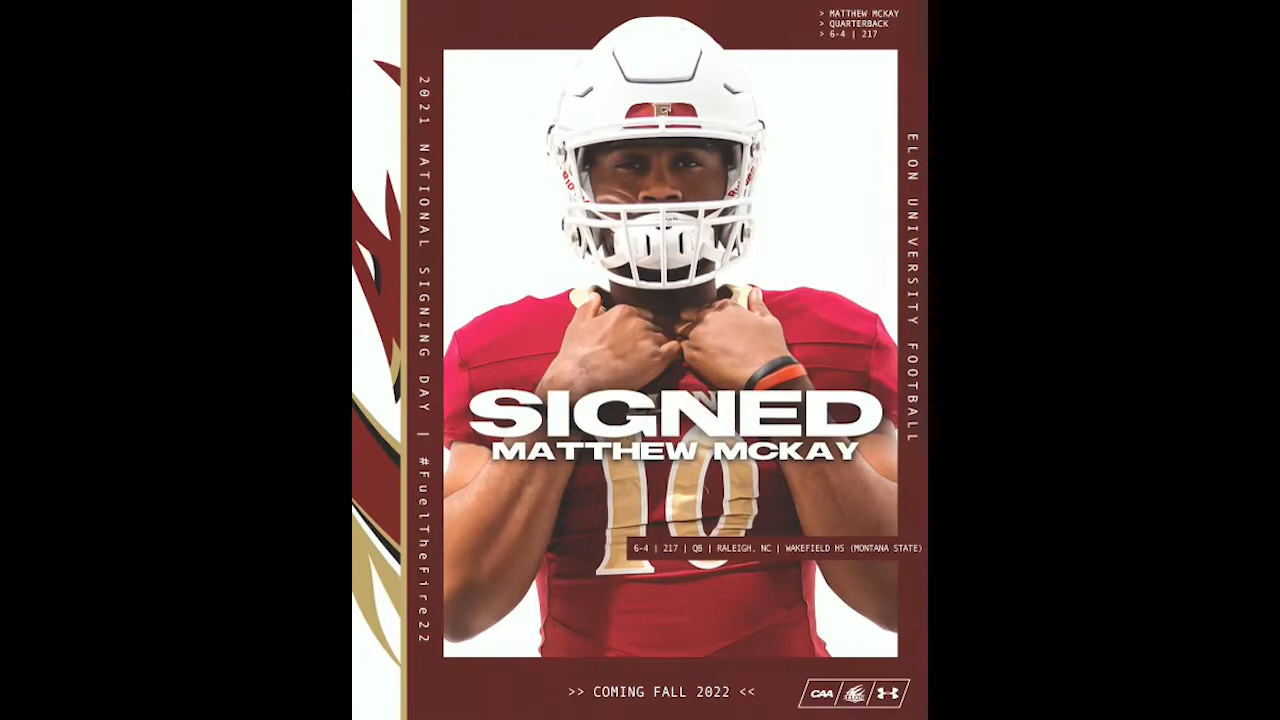 > MATTHEW MCKAY
> QUARTERBACK
> 6-4 | 217
2021 NATIONAL SIGNING DAY | #FuelTheFire22
ELON UNIVERSITY FOOTBALL
E
SIGNED
MATTHEW MCKAY
10
6-4 | 217 | QB | RALEIGH, NC | WAKEFIELD HS (MONTANA STATE)
>> COMING FALL 2022 <<
CAA ELON